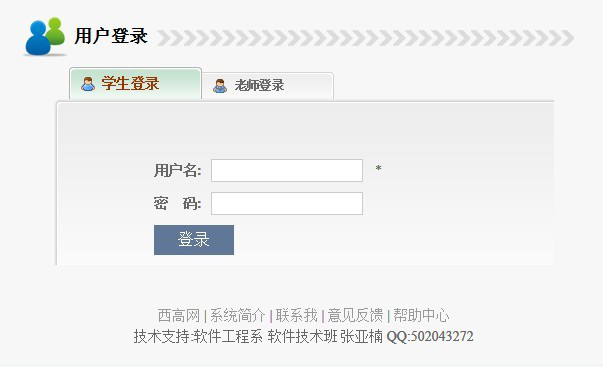 用户登录
学生登录 老师登录
用户名: *
密 码:
登录
西高网 | 系统简介 | 联系我 | 意见反馈 | 帮助中心
技术支持:软件工程系 软件技术班 张亚楠 QQ:502043272